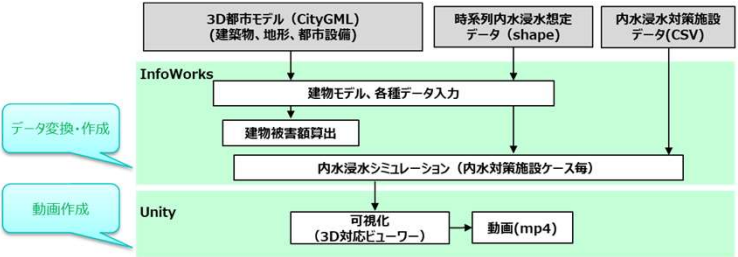 3D都市モデル（CityGML)
(建築物、地形、都市設備)
時系列内水浸水想定
データ（shape)
内水浸水対策施設
データ(CSV)
InfoWorks
建物モデル、各種データ入力
データ変換・作成
建物被害額算出
内水浸水シミュレーション（内水対策施設ケース毎）
動画作成
Unity
可視化
（3D対応ビューワー）
動画(mp4)